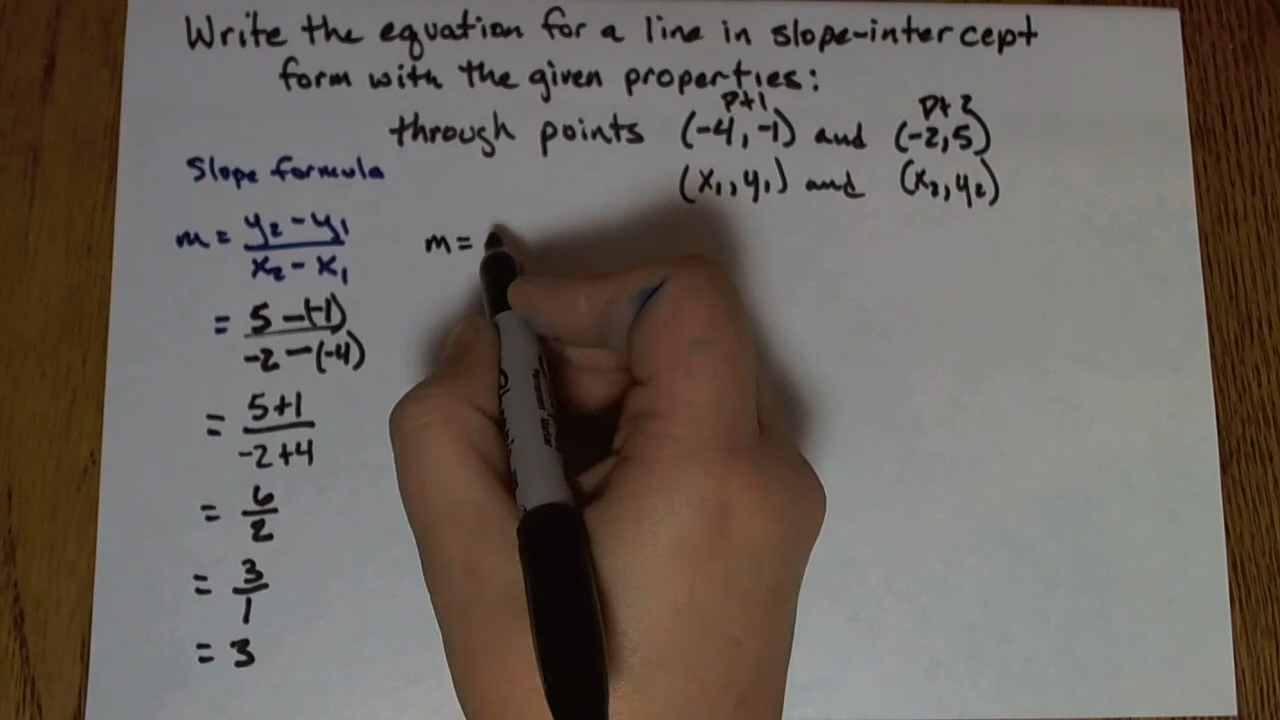 Write the equation for a line in slope-intercept
form with the given properties:
pt 1 pt 2
through points (-4, -1) and (-2, 5)
(x₁, y₁) and (x₂, y₂)
Slope formula
m = y₂ - y₁ / x₂ - x₁
m =
= 5 - (-1) / -2 - (-4)
= 5+1 / -2+4
= 6/2
= 3/1
= 3